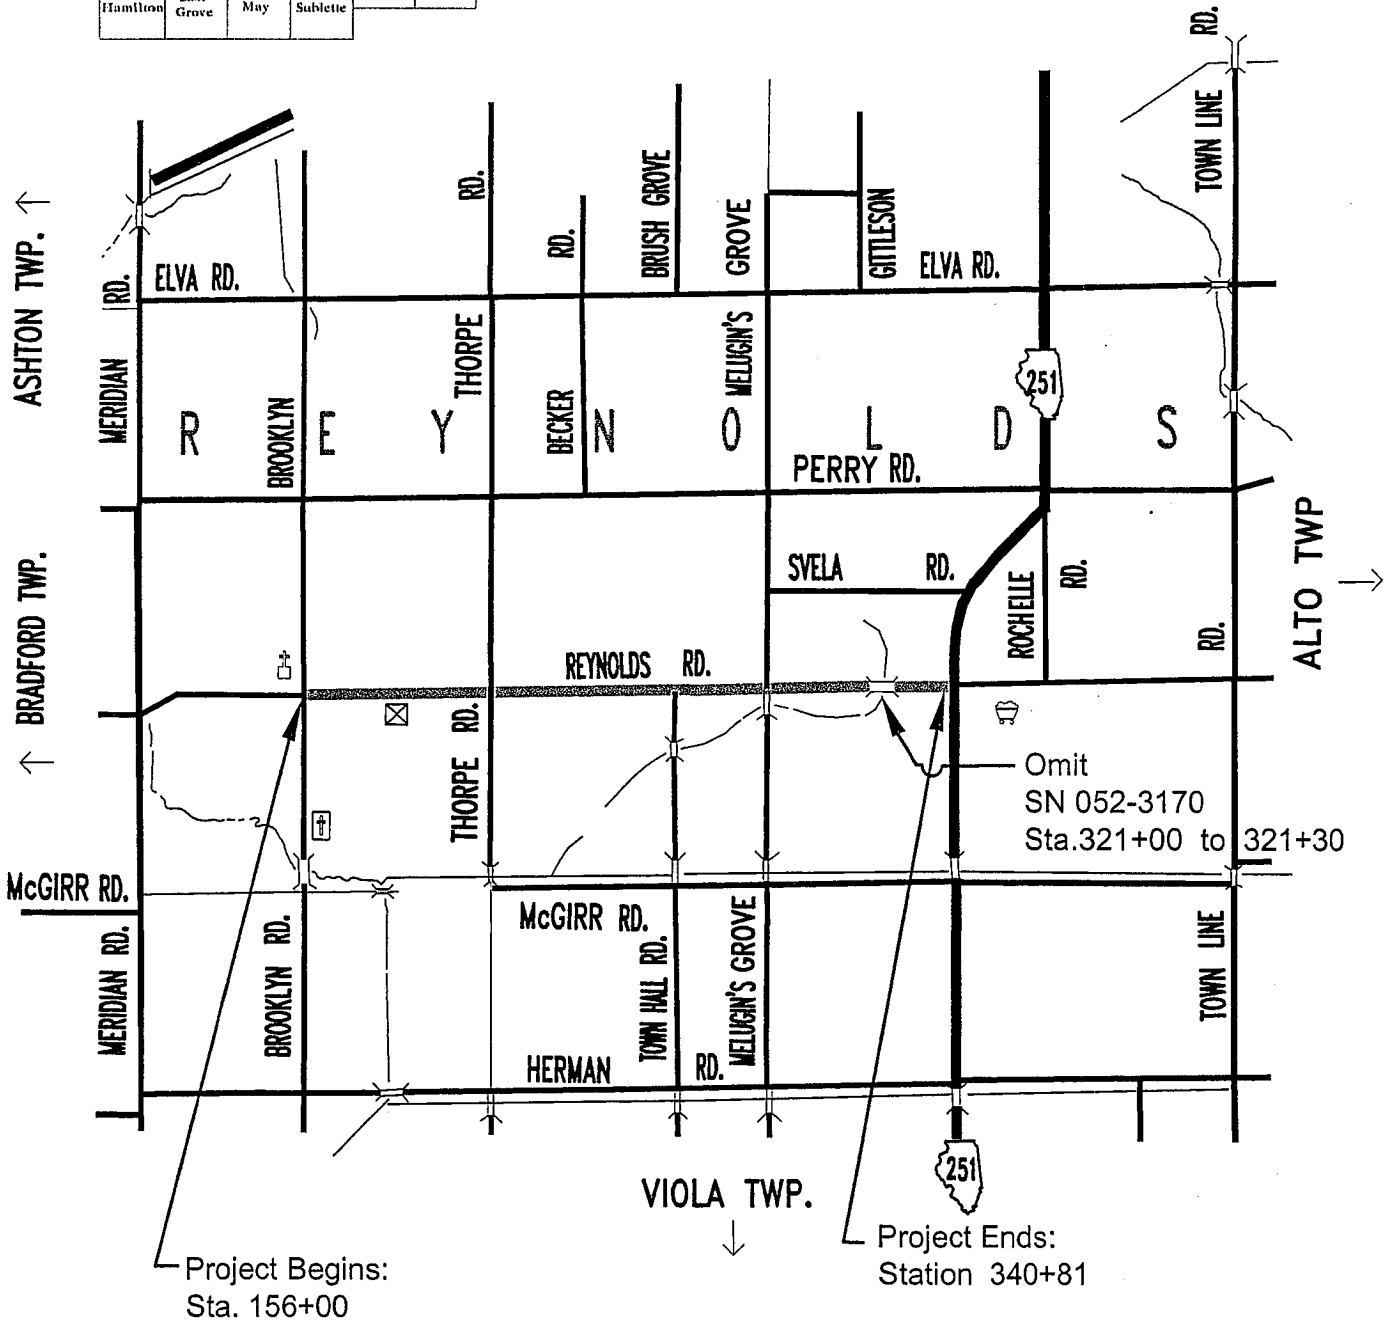 Hamilton
Grove
May
Sublette
RD.
TOWN LINE
RD.
BRUSH GROVE
GROVE
GITTLESON
RD.
ASHTON TWP. ↑
RD.
ELVA RD.
ELVA RD.
MERIDIAN
THORPE
MELUGIN'S
251
BROOKLYN
BECKER
R E Y N O L D S
PERRY RD.
BRADFORD TWP. ↑
SVELA RD.
ROCHELLE
RD.
RD.
ALTO TWP →
REYNOLDS RD.
THORPE RD.
Omit
SN 052-3170
Sta.321+00 to 321+30
McGIRR RD.
McGIRR RD.
MERIDIAN RD.
BROOKLYN RD.
TOWN HALL RD.
MELUGIN'S GROVE
TOWN LINE
HERMAN RD.
251
VIOLA TWP.
↓
Project Ends:
Station 340+81
Project Begins:
Sta. 156+00